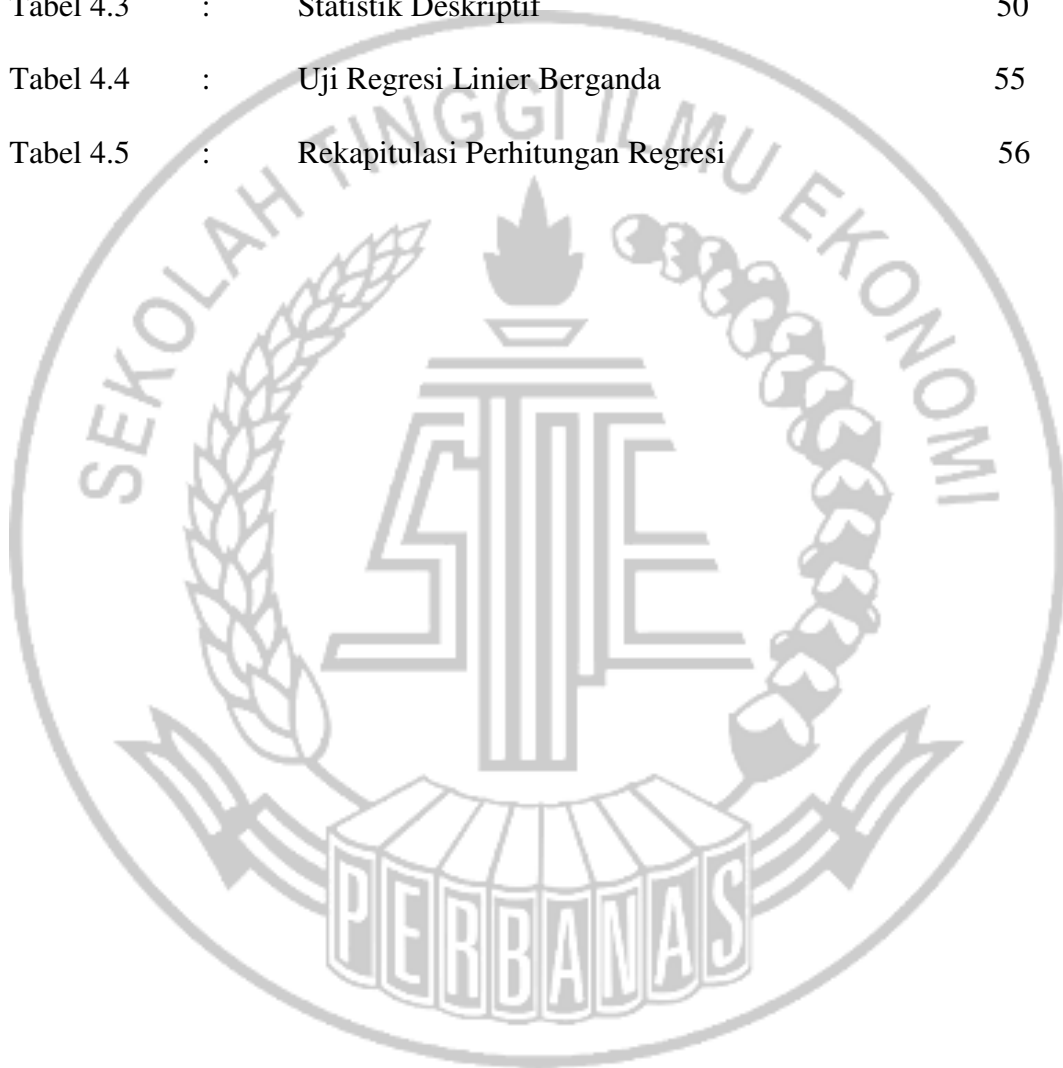 Tabel 4.3 : Statistik Deskriptif 50
Tabel 4.4 : Uji Regresi Linier Berganda 55
Tabel 4.5 : Rekapitulasi Perhitungan Regresi 56
SEKOLAH TINGGI ILMU EKONOMI
STIE
PERBANAS